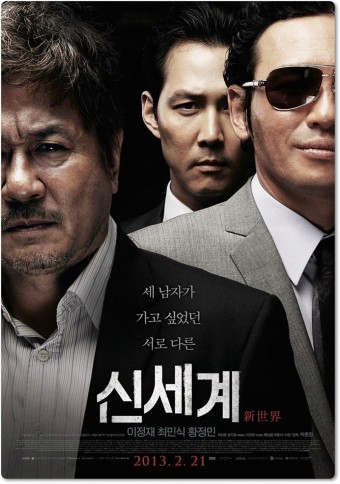 세 남자가
가고 싶었던
서로 다른
신세계 新世界
이정재 최민식 황정민
2013. 2. 21